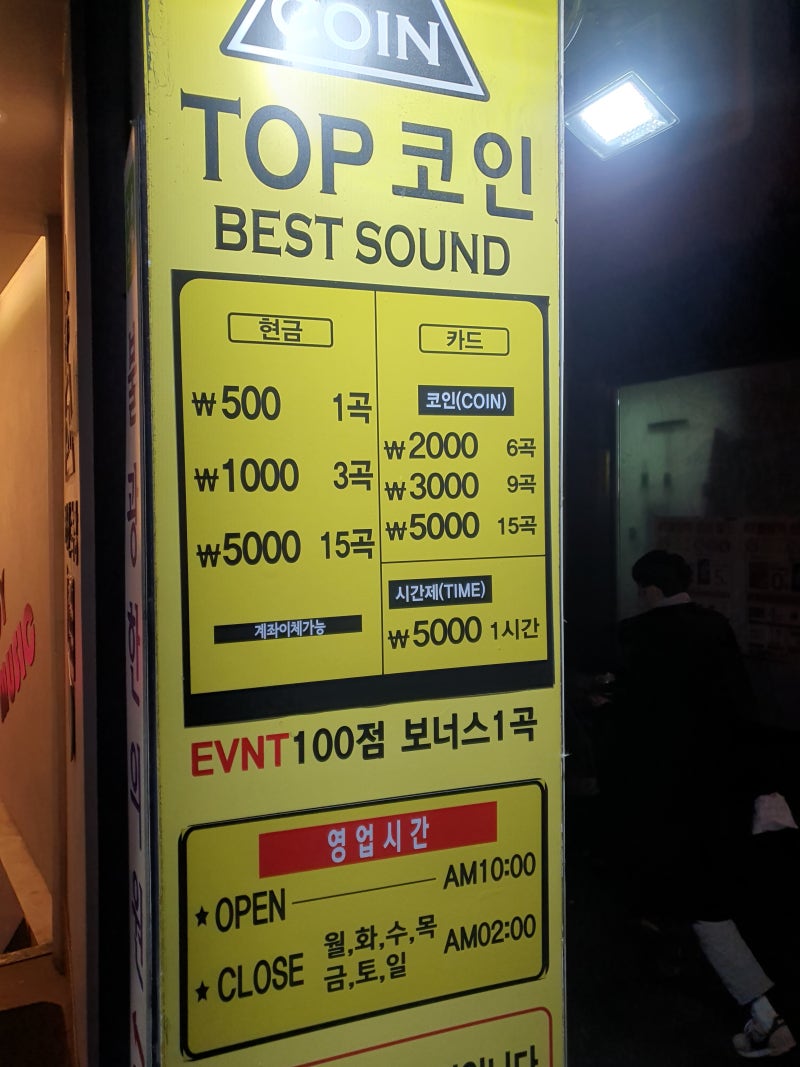 COIN
TOP 코인
BEST SOUND
현금
₩500 1곡
₩1000 3곡
₩5000 15곡
계좌이체가능
카드
코인(COIN)
₩2000 6곡
₩3000 9곡
₩5000 15곡
시간제(TIME)
₩5000 1시간
EVNT100점 보너스1곡
영업시간
★OPEN AM10:00
★CLOSE 월,화,수,목 AM02:00
금,토,일
MUSIC